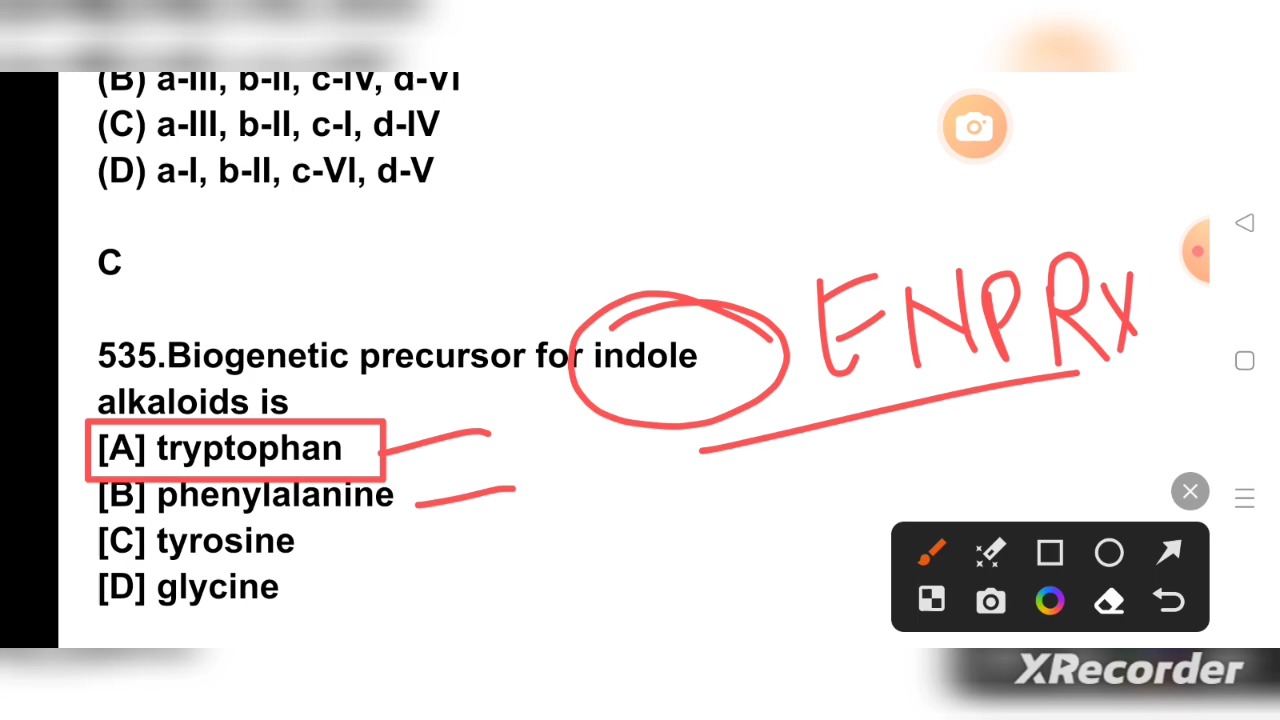 (B) a-III, b-II, c-IV, d-VI
(C) a-III, b-II, c-I, d-IV
(D) a-I, b-II, c-VI, d-V
C
535.Biogenetic precursor for indole
alkaloids is
[A] tryptophan
[B] phenylalanine
[C] tyrosine
[D] glycine
ENPRX
XRecorder